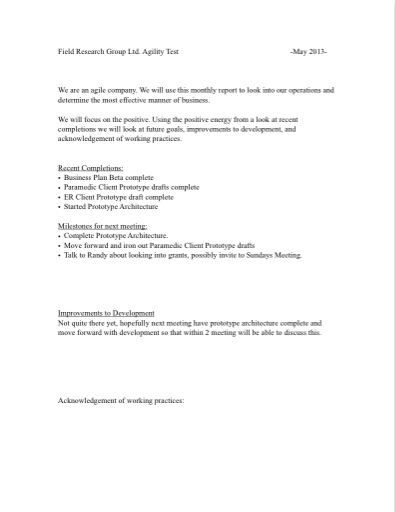 Field Research Group Ltd. Agility Test -May 2013-
We are an agile company. We will use this monthly report to look into our operations and
determine the most effective manner of business.
We will focus on the positive. Using the positive energy from a look at recent
completions we will look at future goals, improvements to development, and
acknowledgement of working practices.
Recent Completions:
• Business Plan Beta complete
• Paramedic Client Prototype drafts complete
• ER Client Prototype draft complete
• Started Prototype Architecture
Milestones for next meeting:
• Complete Prototype Architecture.
• Move forward and iron out Paramedic Client Prototype drafts
• Talk to Randy about looking into grants, possibly invite to Sundays Meeting.
Improvements to Development
Not quite there yet, hopefully next meeting have prototype architecture complete and
move forward with development so that within 2 meeting will be able to discuss this.
Acknowledgement of working practices: